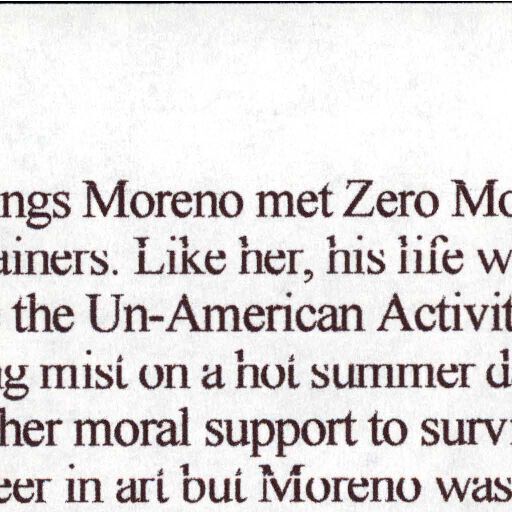 ngs Moreno met Zero Mo
ainers. Like her, his life w
the Un-American Activit
ng mist on a hot summer d
her moral support to surv
eer in art but Moreno was